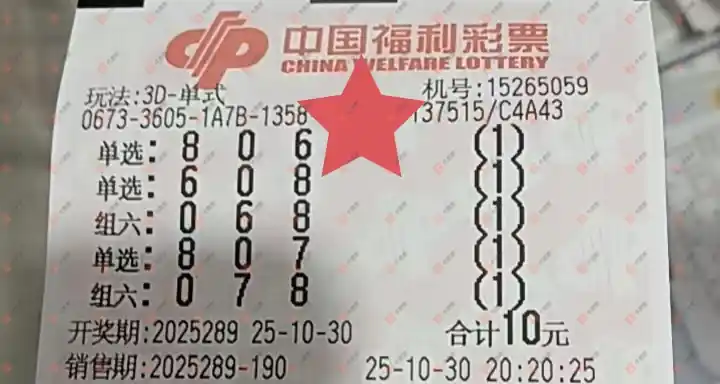 中国福利彩票
CHINA WELFARE LOTTERY
玩法:3D-单式 机号:15265059
0673-3605-1A7B-1358 137515/C4A43
单选: 8 0 6 (1)
单选: 6 0 8 (1)
组六: 0 6 8 (1)
单选: 8 0 7 (1)
组六: 0 7 8 (1)
开奖期:2025289 25-10-30 合计10元
销售期:2025289-190 25-10-30 20:20:25